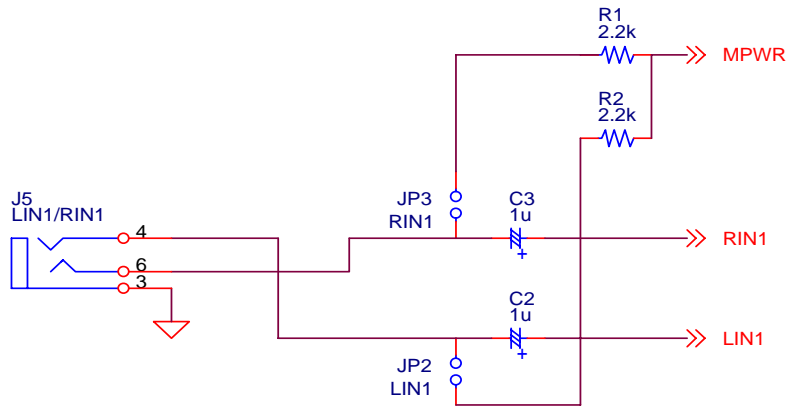 R1
2.2k
MPWR
R2
2.2k
J5
LIN1/RIN1
4
6
3
JP3
RIN1
C3
1u
+
RIN1
C2
1u
+
LIN1
JP2
LIN1